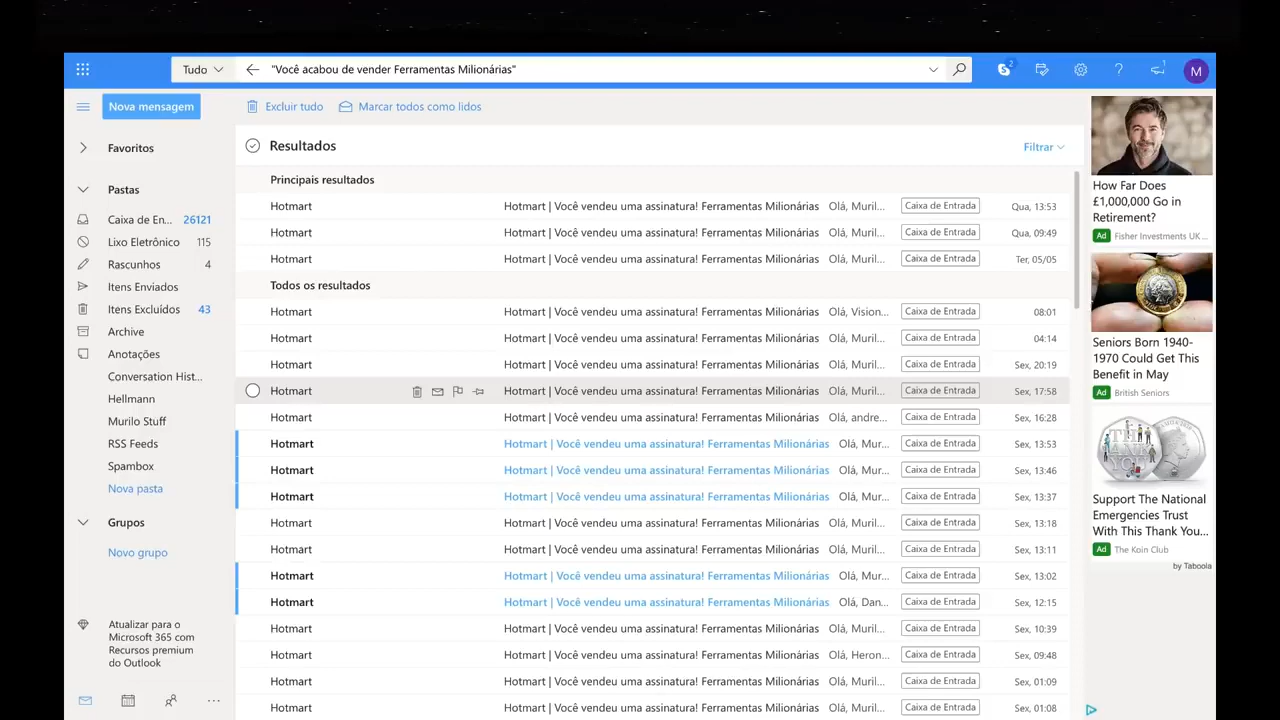 Tudo
"Você acabou de vender Ferramentas Milionárias"
2
M
Nova mensagem
Excluir tudo
Marcar todos como lidos
Favoritos
Pastas
Caixa de En... 26121
Lixo Eletrônico 115
Rascunhos 4
Itens Enviados
Itens Excluídos 43
Archive
Anotações
Conversation Hist...
Hellmann
Murilo Stuff
RSS Feeds
Spambox
Nova pasta
Grupos
Novo grupo
Atualizar para o
Microsoft 365 com
Recursos premium
do Outlook
Resultados
Filtrar
Principais resultados
Hotmart Hotmart | Você vendeu uma assinatura! Ferramentas Milionárias Olá, Muril... Caixa de Entrada Qua, 13:53
Hotmart Hotmart | Você vendeu uma assinatura! Ferramentas Milionárias Olá, Muril... Caixa de Entrada Qua, 09:49
Hotmart Hotmart | Você vendeu uma assinatura! Ferramentas Milionárias Olá, Muril... Caixa de Entrada Ter, 05/05
Todos os resultados
Hotmart Hotmart | Você vendeu uma assinatura! Ferramentas Milionárias Olá, Vision... Caixa de Entrada 08:01
Hotmart Hotmart | Você vendeu uma assinatura! Ferramentas Milionárias Olá, Muril... Caixa de Entrada 04:14
Hotmart Hotmart | Você vendeu uma assinatura! Ferramentas Milionárias Olá, Muril... Caixa de Entrada Sex, 20:19
Hotmart Hotmart | Você vendeu uma assinatura! Ferramentas Milionárias Olá, Muril... Caixa de Entrada Sex, 17:58
Hotmart Hotmart | Você vendeu uma assinatura! Ferramentas Milionárias Olá, andre... Caixa de Entrada Sex, 16:28
Hotmart Hotmart | Você vendeu uma assinatura! Ferramentas Milionárias Olá, Mur... Caixa de Entrada Sex, 13:53
Hotmart Hotmart | Você vendeu uma assinatura! Ferramentas Milionárias Olá, Mur... Caixa de Entrada Sex, 13:46
Hotmart Hotmart | Você vendeu uma assinatura! Ferramentas Milionárias Olá, Mur... Caixa de Entrada Sex, 13:37
Hotmart Hotmart | Você vendeu uma assinatura! Ferramentas Milionárias Olá, Muril... Caixa de Entrada Sex, 13:18
Hotmart Hotmart | Você vendeu uma assinatura! Ferramentas Milionárias Olá, Muril... Caixa de Entrada Sex, 13:11
Hotmart Hotmart | Você vendeu uma assinatura! Ferramentas Milionárias Olá, Mur... Caixa de Entrada Sex, 13:02
Hotmart Hotmart | Você vendeu uma assinatura! Ferramentas Milionárias Olá, Dan... Caixa de Entrada Sex, 12:15
Hotmart Hotmart | Você vendeu uma assinatura! Ferramentas Milionárias Olá, Muril... Caixa de Entrada Sex, 10:39
Hotmart Hotmart | Você vendeu uma assinatura! Ferramentas Milionárias Olá, Heron... Caixa de Entrada Sex, 09:48
Hotmart Hotmart | Você vendeu uma assinatura! Ferramentas Milionárias Olá, Muril... Caixa de Entrada Sex, 01:09
Hotmart Hotmart | Você vendeu uma assinatura! Ferramentas Milionárias Olá, Muril... Caixa de Entrada Sex, 01:08
How Far Does
£1,000,000 Go in
Retirement?
Ad Fisher Investments UK ...
Seniors Born 1940-
1970 Could Get This
Benefit in May
Ad British Seniors
THANK
YOU
Support The National
Emergencies Trust
With This Thank You...
Ad The Koin Club
by Taboola